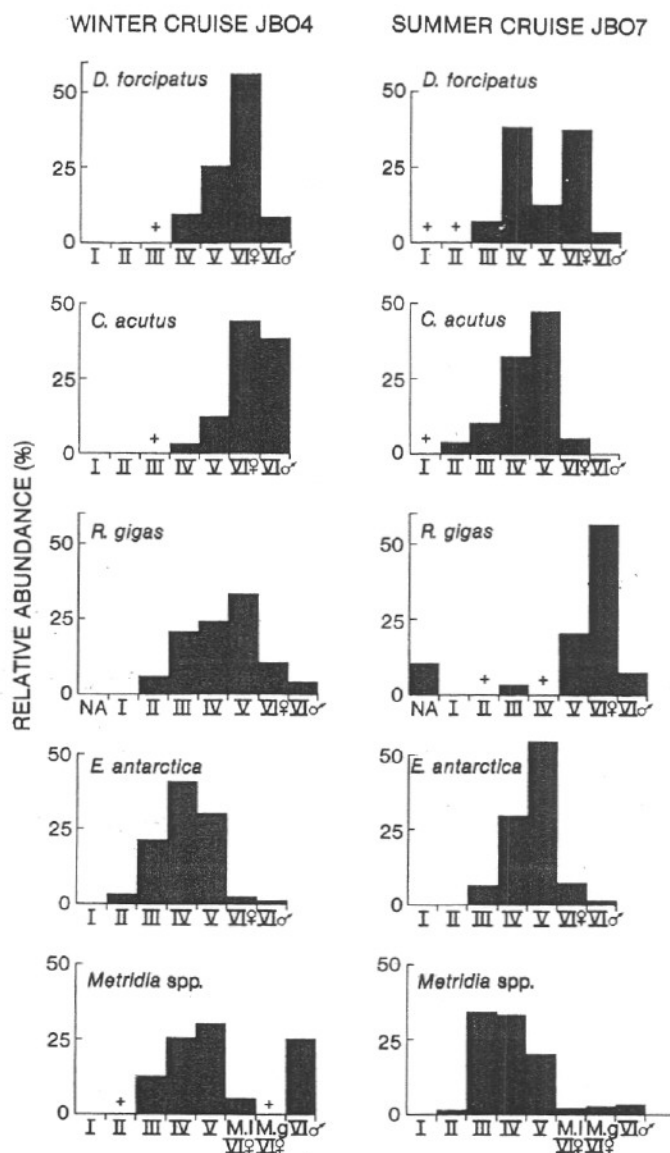 WINTER CRUISE JBO4
SUMMER CRUISE JBO7
RELATIVE ABUNDANCE (%)
D. forcipatus
50
25
0
+
I II III IV V VI♀ VI♂
D. forcipatus
50
25
0
+ +
I II III IV V VI♀ VI♂
C. acutus
50
25
0
+
I II III IV V VI♀ VI♂
C. acutus
50
25
0
+
I II III IV V VI♀ VI♂
R. gigas
50
25
0
NA I II III IV V VI♀ VI♂
R. gigas
50
25
0
+ +
NA I II III IV V VI♀ VI♂
E. antarctica
50
25
0
I II III IV V VI♀ VI♂
E. antarctica
50
25
0
I II III IV V VI♀ VI♂
Metridia spp.
50
25
0
+ +
I II III IV V M.l M.g VI♂
VI♀ VI♀
Metridia spp.
50
25
0
I II III IV V M.l M.g VI♂
VI♀ VI♀